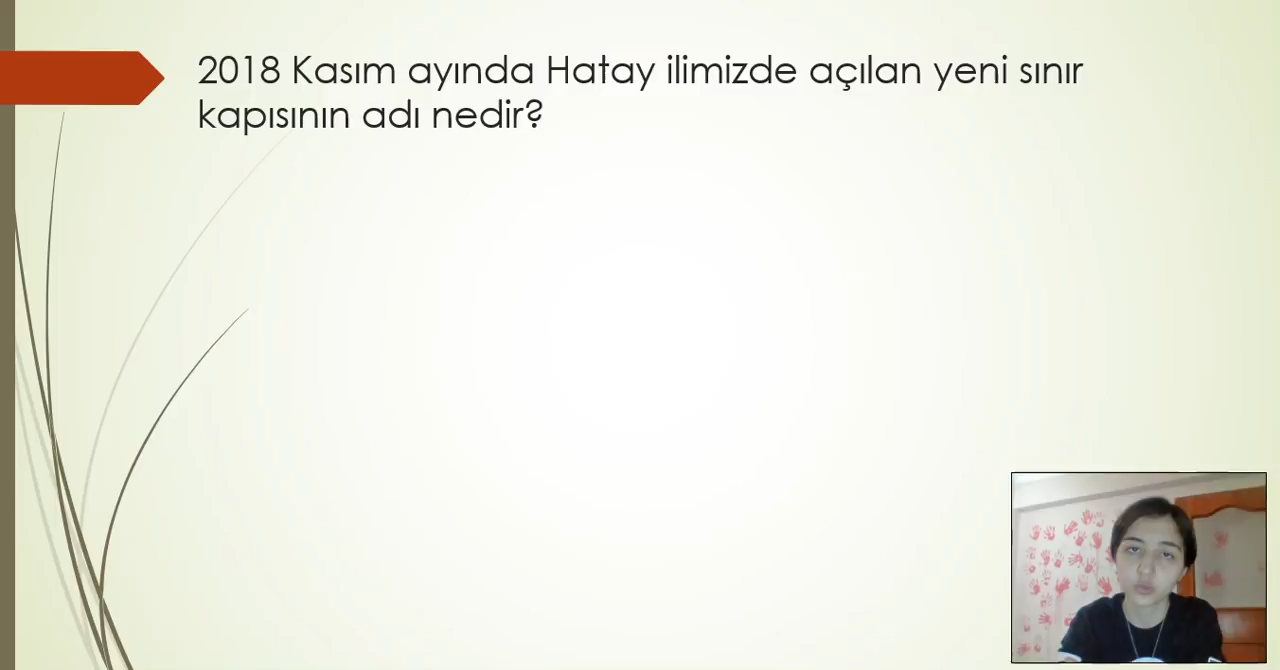 2018 Kasım ayında Hatay ilimizde açılan yeni sınır
kapısının adı nedir?